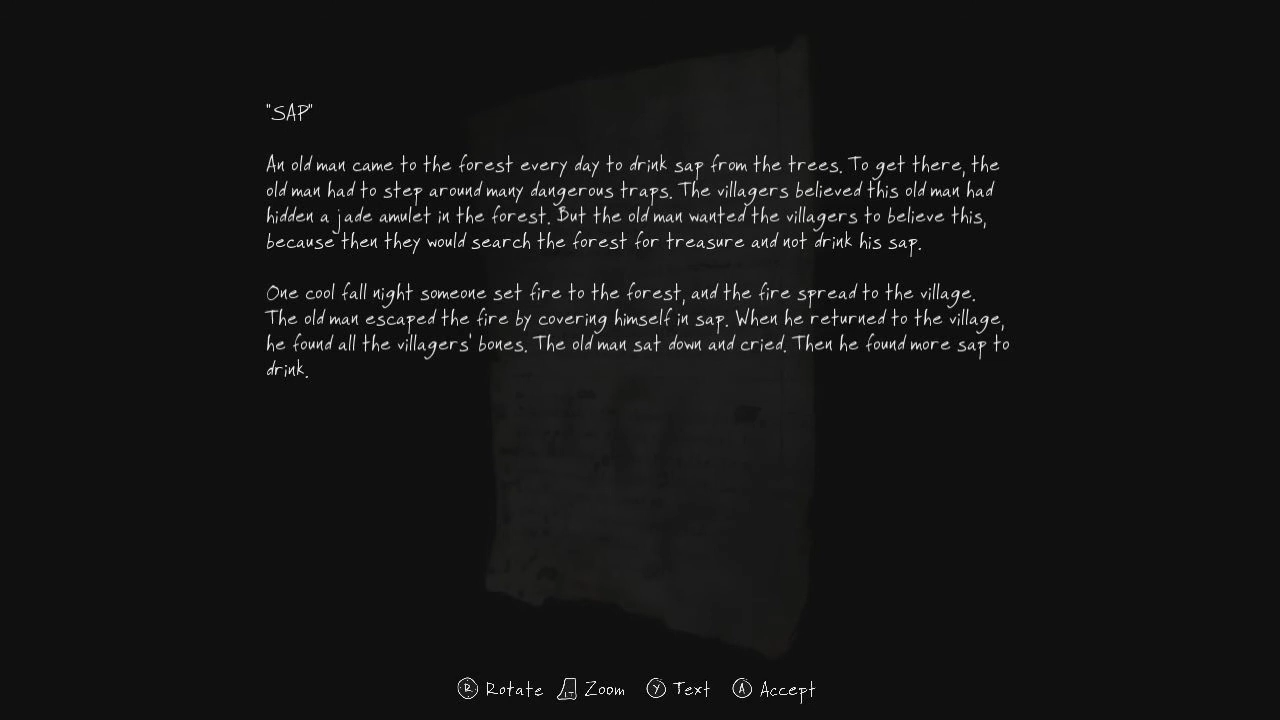 "SAP"
An old man came to the forest every day to drink sap from the trees. To get there, the
old man had to step around many dangerous traps. The villagers believed this old man had
hidden a jade amulet in the forest. But the old man wanted the villagers to believe this,
because then they would search the forest for treasure and not drink his sap.
One cool fall night someone set fire to the forest, and the fire spread to the village.
The old man escaped the fire by covering himself in sap. When he returned to the village,
he found all the villagers' bones. The old man sat down and cried. Then he found more sap to
drink.
R Rotate L Zoom Y Text A Accept